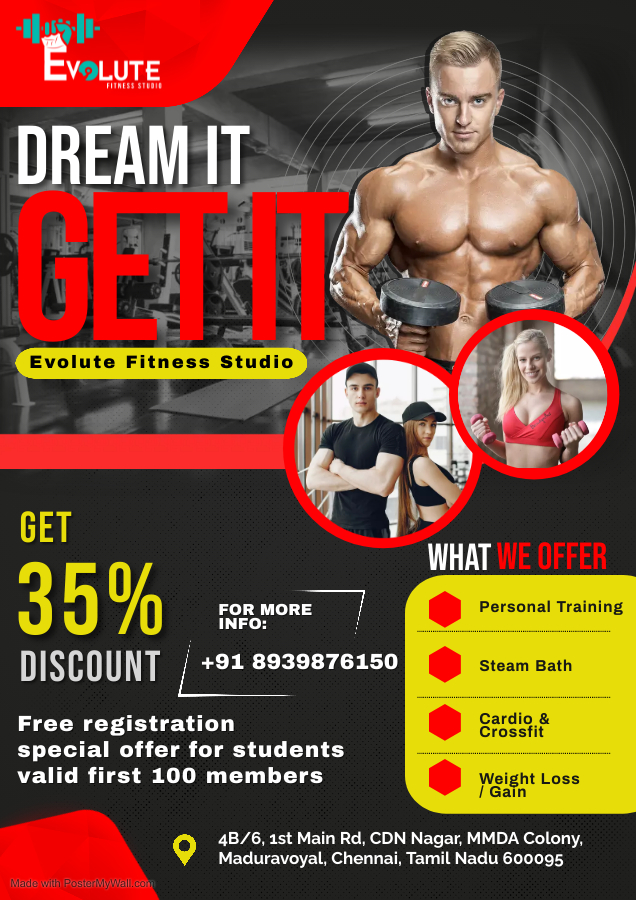 EVOLUTE
FITNESS STUDIO
DREAM IT
GET IT
Evolute Fitness Studio
GET
35%
DISCOUNT
FOR MORE
INFO:
+91 8939876150
Free registration
special offer for students
valid first 100 members
WHAT WE OFFER
Personal Training
Steam Bath
Cardio &
Crossfit
Weight Loss
/ Gain
4B/6, 1st Main Rd, CDN Nagar, MMDA Colony,
Maduravoyal, Chennai, Tamil Nadu 600095
Made with PosterMyWall.com